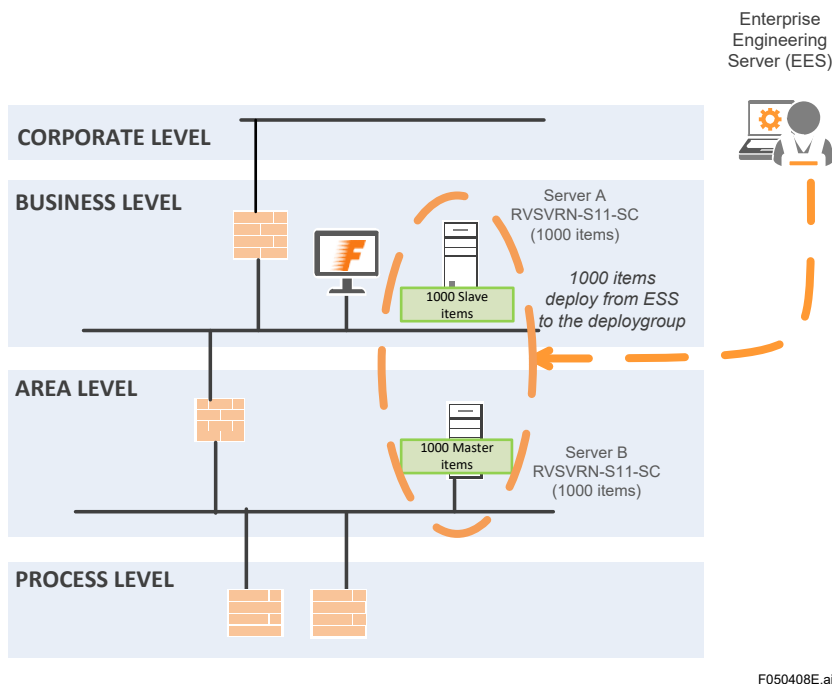 Enterprise
Engineering
Server (EES)
CORPORATE LEVEL
BUSINESS LEVEL
Server A
RVSVRN-S11-SC
(1000 items)
F
1000 Slave
items
1000 items
deploy from ESS
to the deploygroup
AREA LEVEL
1000 Master
items
Server B
RVSVRN-S11-SC
(1000 items)
PROCESS LEVEL
F050408E.ai